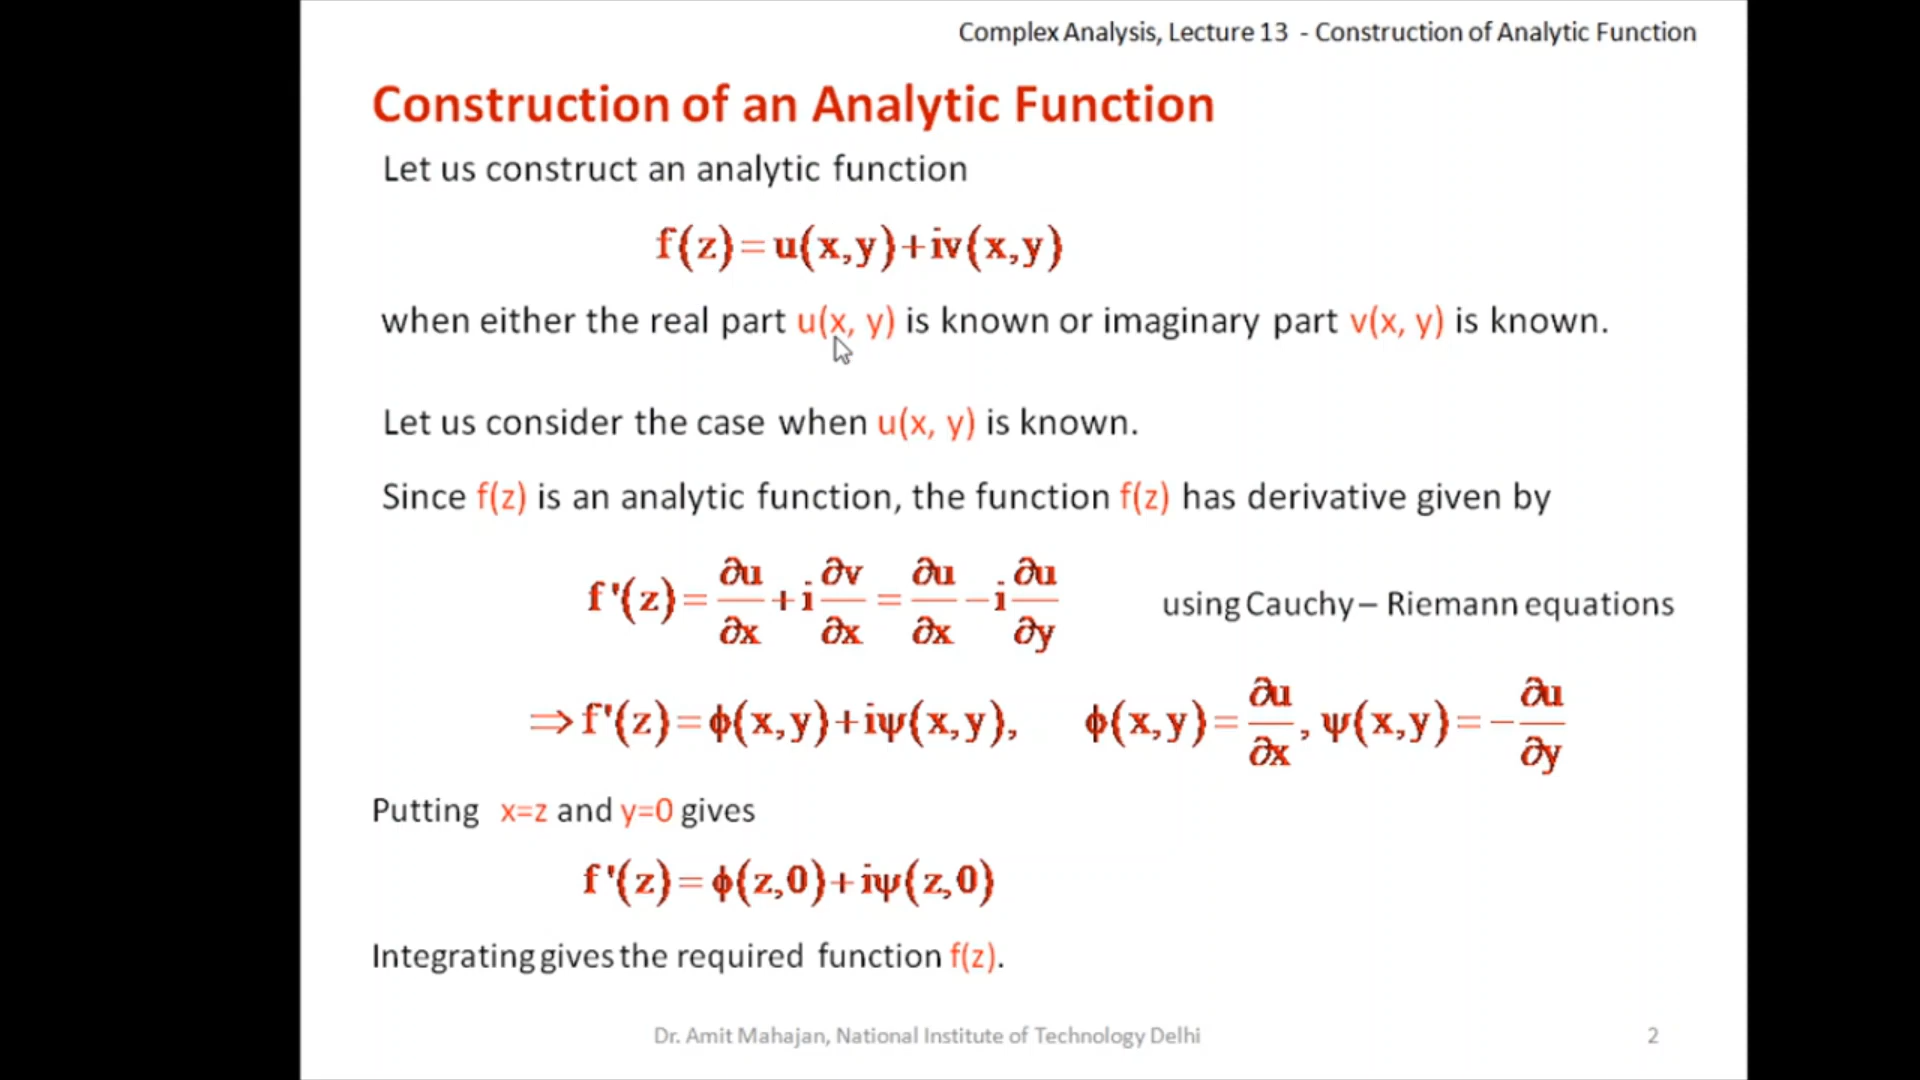 Complex Analysis, Lecture 13 - Construction of Analytic Function
Construction of an Analytic Function
Let us construct an analytic function
f(z)=u(x,y)+iv(x,y)
when either the real part u(x, y) is known or imaginary part v(x, y) is known.
Let us consider the case when u(x, y) is known.
Since f(z) is an analytic function, the function f(z) has derivative given by
f'(z)=∂u/∂x+i∂v/∂x=∂u/∂x−i∂u/∂y using Cauchy – Riemann equations
⇒f'(z)=ϕ(x,y)+iψ(x,y), ϕ(x,y)=∂u/∂x, ψ(x,y)=−∂u/∂y
Putting x=z and y=0 gives
f'(z)=ϕ(z,0)+iψ(z,0)
Integrating gives the required function f(z).
Dr. Amit Mahajan, National Institute of Technology Delhi 2